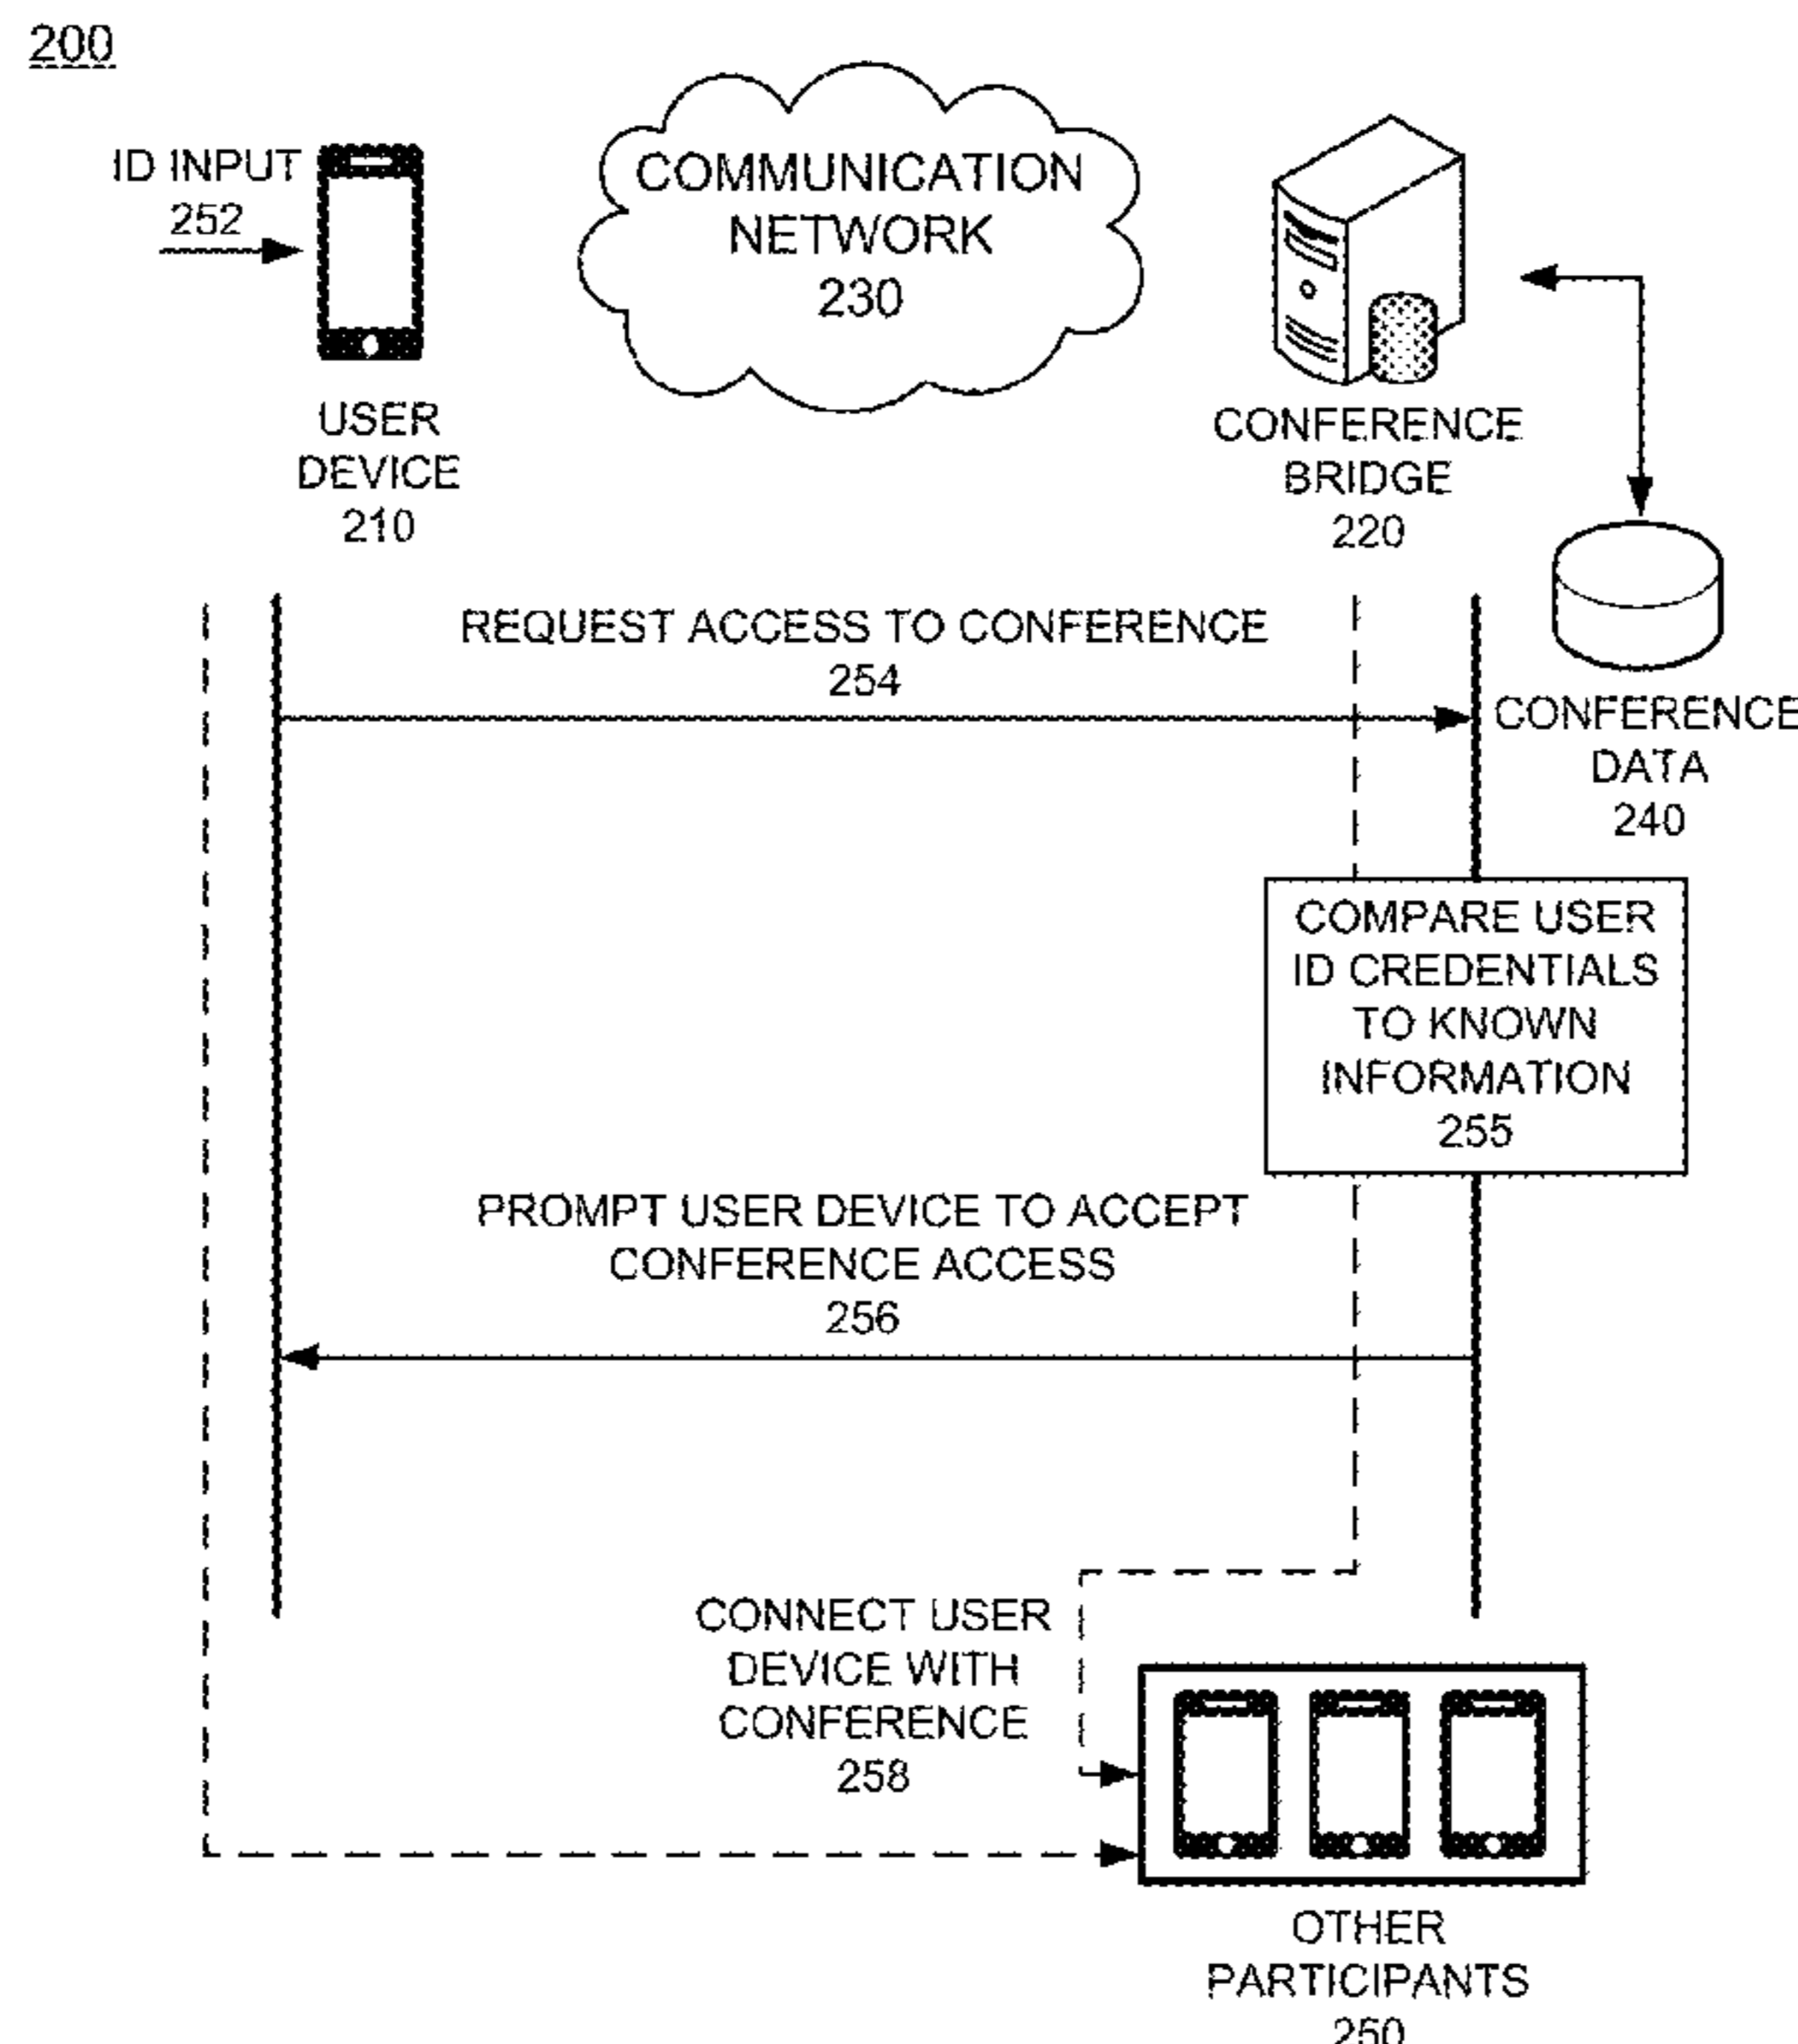 200
ID INPUT
252
COMMUNICATION
NETWORK
230
USER
DEVICE
210
CONFERENCE
BRIDGE
220
REQUEST ACCESS TO CONFERENCE
254
CONFERENCE
DATA
240
COMPARE USER
ID CREDENTIALS
TO KNOWN
INFORMATION
255
PROMPT USER DEVICE TO ACCEPT
CONFERENCE ACCESS
256
CONNECT USER
DEVICE WITH
CONFERENCE
258
OTHER
PARTICIPANTS
250